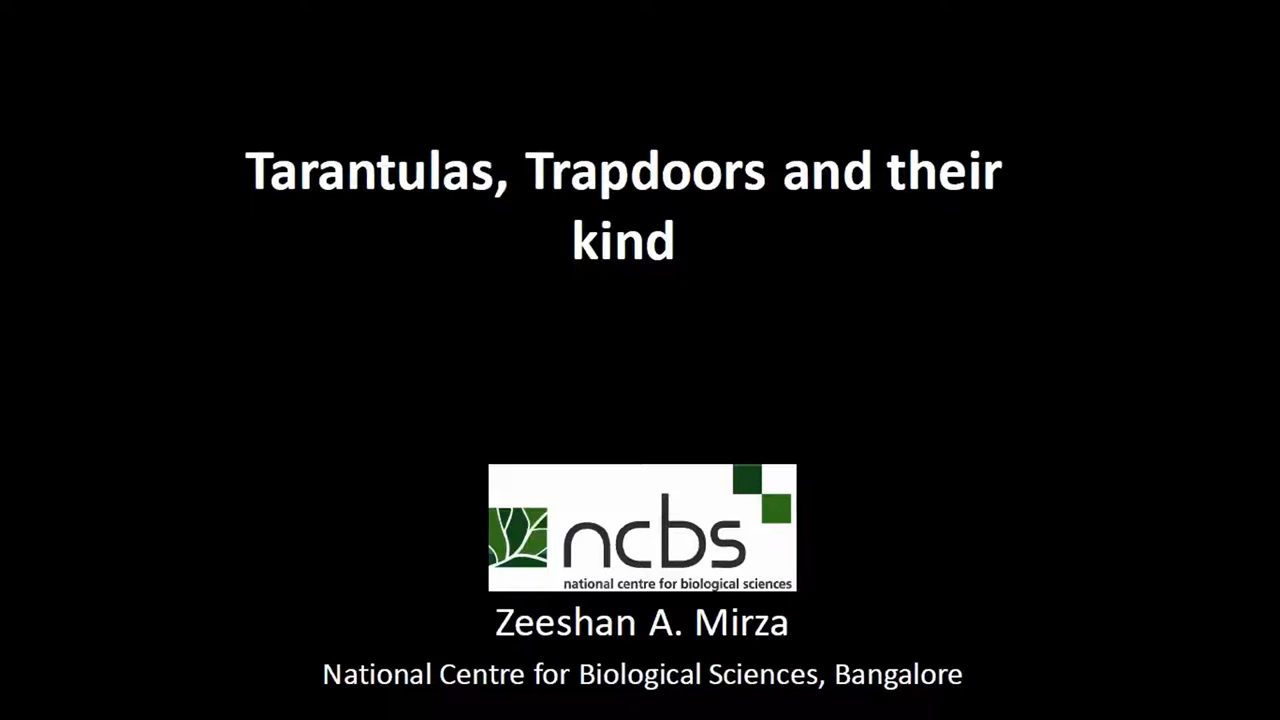 Tarantulas, Trapdoors and their
kind
ncbs
national centre for biological sciences
Zeeshan A. Mirza
National Centre for Biological Sciences, Bangalore